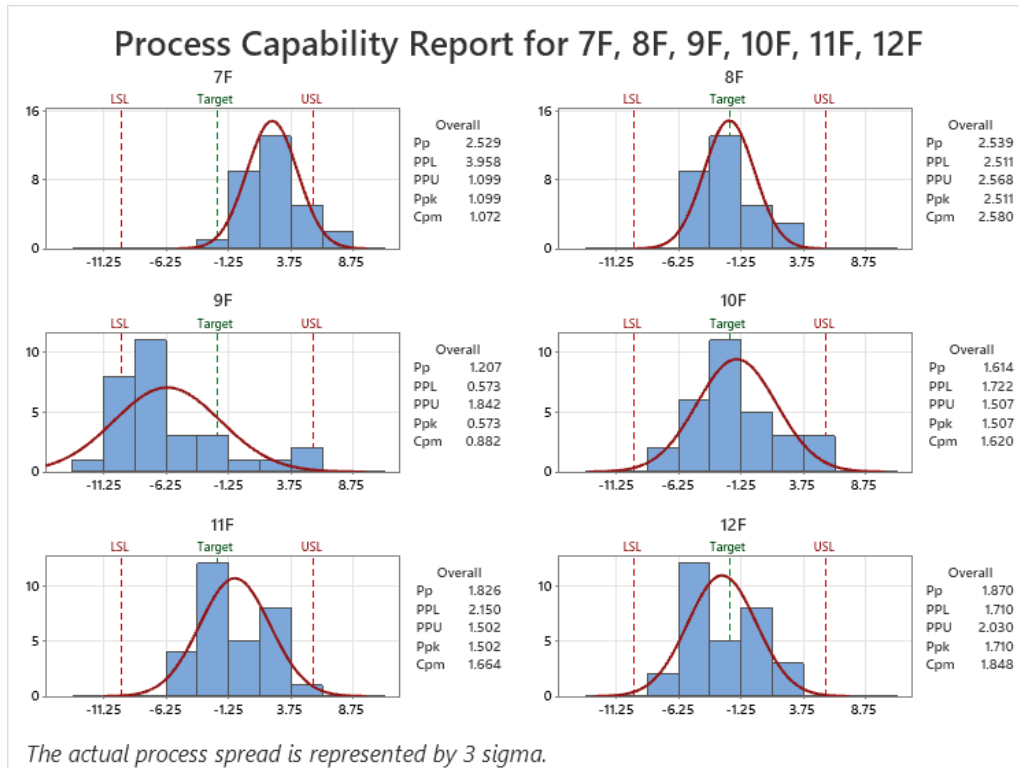 Process Capability Report for 7F, 8F, 9F, 10F, 11F, 12F
7F
LSL Target USL
16
8
0
-11.25 -6.25 -1.25 3.75 8.75
Overall
Pp 2.529
PPL 3.958
PPU 1.099
Ppk 1.099
Cpm 1.072
8F
LSL Target USL
16
8
0
-11.25 -6.25 -1.25 3.75 8.75
Overall
Pp 2.539
PPL 2.511
PPU 2.568
Ppk 2.511
Cpm 2.580
9F
LSL Target USL
10
5
0
-11.25 -6.25 -1.25 3.75 8.75
Overall
Pp 1.207
PPL 0.573
PPU 1.842
Ppk 0.573
Cpm 0.882
10F
LSL Target USL
10
5
0
-11.25 -6.25 -1.25 3.75 8.75
Overall
Pp 1.614
PPL 1.722
PPU 1.507
Ppk 1.507
Cpm 1.620
11F
LSL Target USL
10
5
0
-11.25 -6.25 -1.25 3.75 8.75
Overall
Pp 1.826
PPL 2.150
PPU 1.502
Ppk 1.502
Cpm 1.664
12F
LSL Target USL
10
5
0
-11.25 -6.25 -1.25 3.75 8.75
Overall
Pp 1.870
PPL 1.710
PPU 2.030
Ppk 1.710
Cpm 1.848
The actual process spread is represented by 3 sigma.